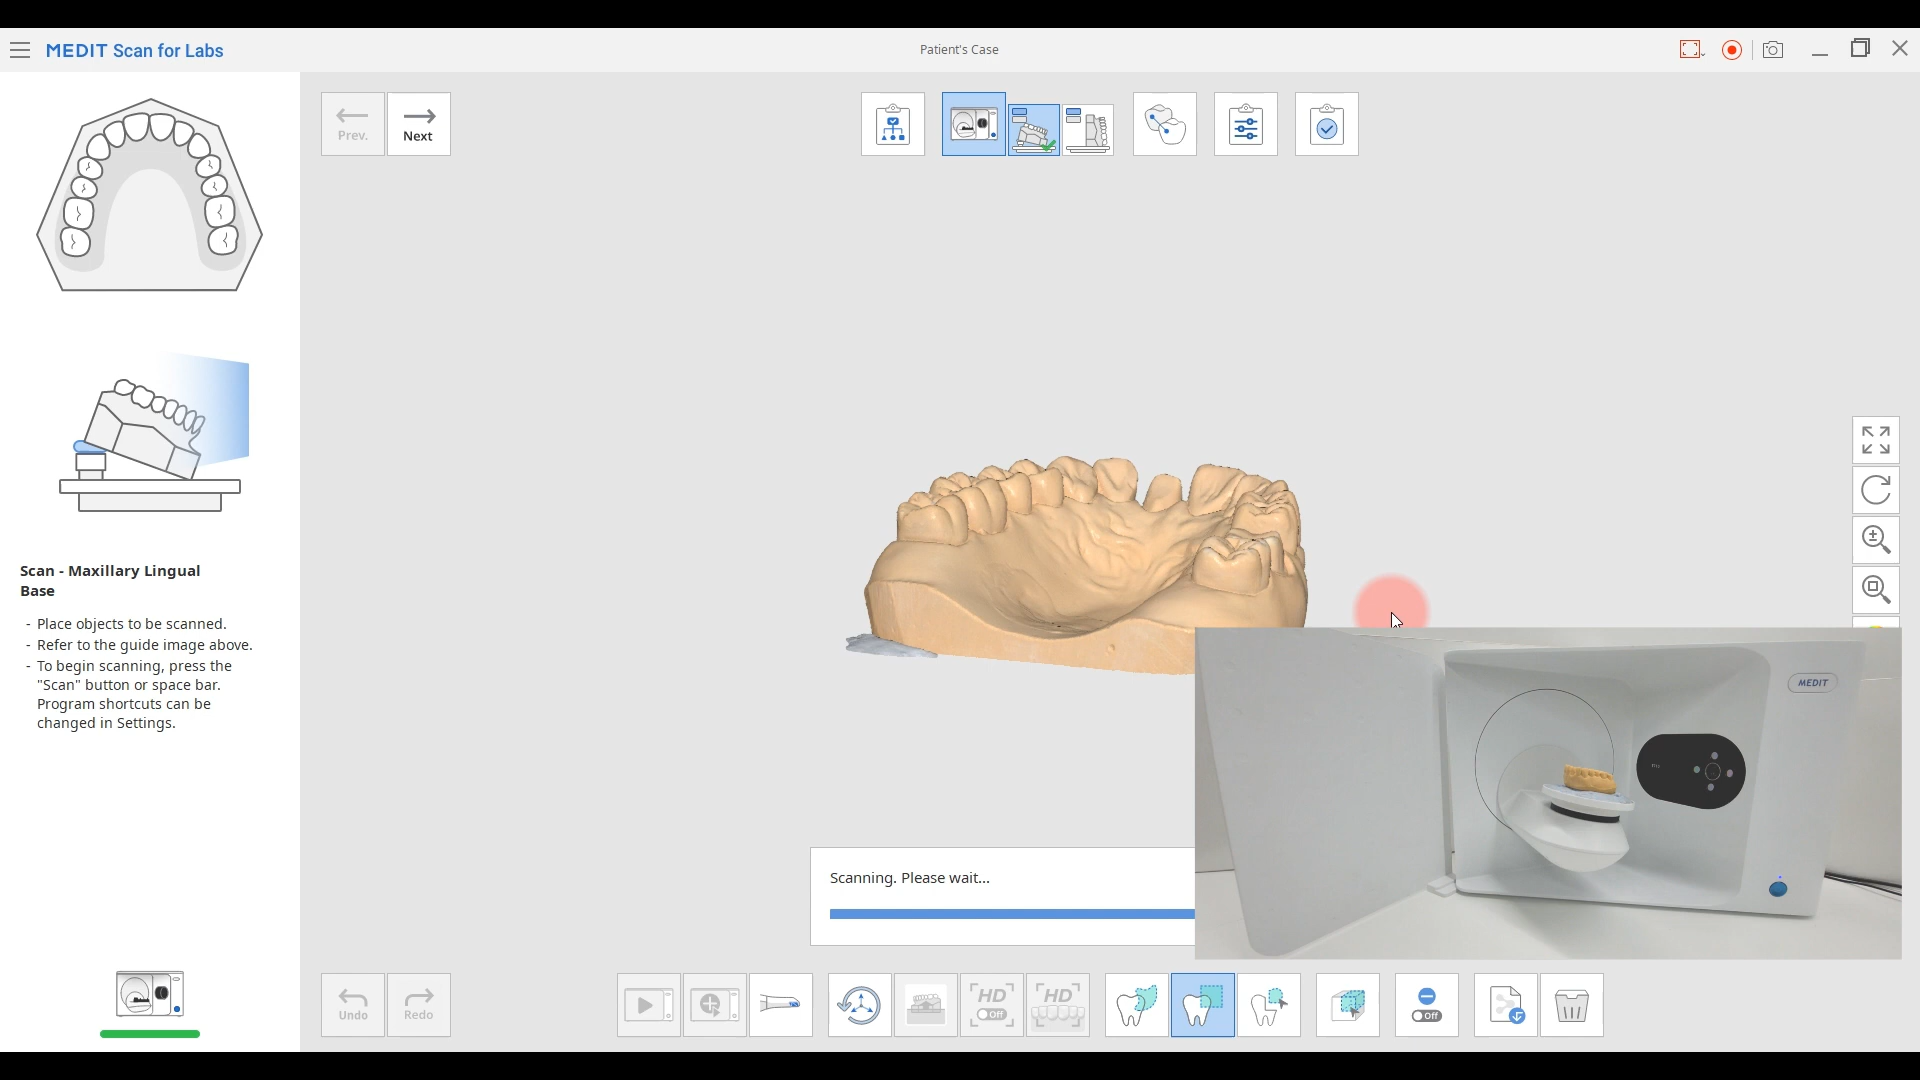 MEDIT Scan for Labs
Patient's Case
Prev.
Next
Scan - Maxillary Lingual
Base
- Place objects to be scanned.
- Refer to the guide image above.
- To begin scanning, press the
"Scan" button or space bar.
Program shortcuts can be
changed in Settings.
MEDIT
Scanning. Please wait...
Undo
Redo
HD
Off
HD
Off